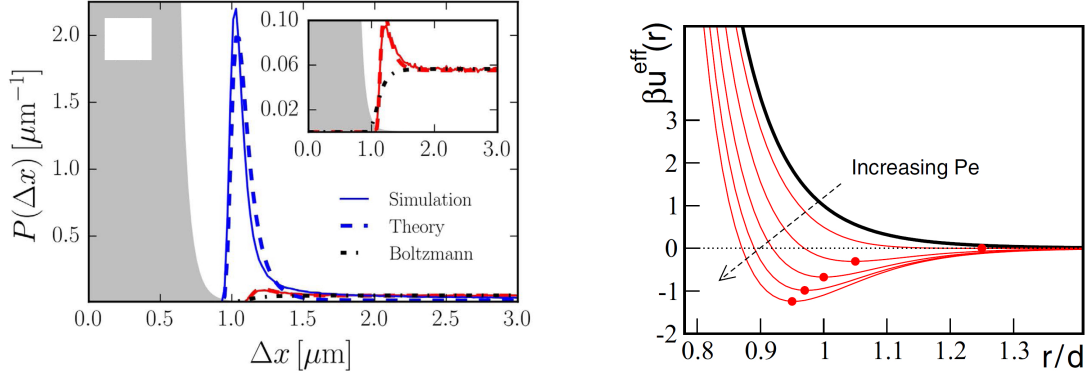 2.0
1.5
1.0
0.5
P(Δx) [μm⁻¹]
0.0 0.5 1.0 1.5 2.0 2.5 3.0
Δx [μm]
0.10
0.06
0.02
0.0 1.0 2.0 3.0
Simulation
Theory
Boltzmann
βu^eff(r)
3
2
1
0
-1
-2
Increasing Pe
0.8 0.9 1 1.1 1.2 1.3 r/d